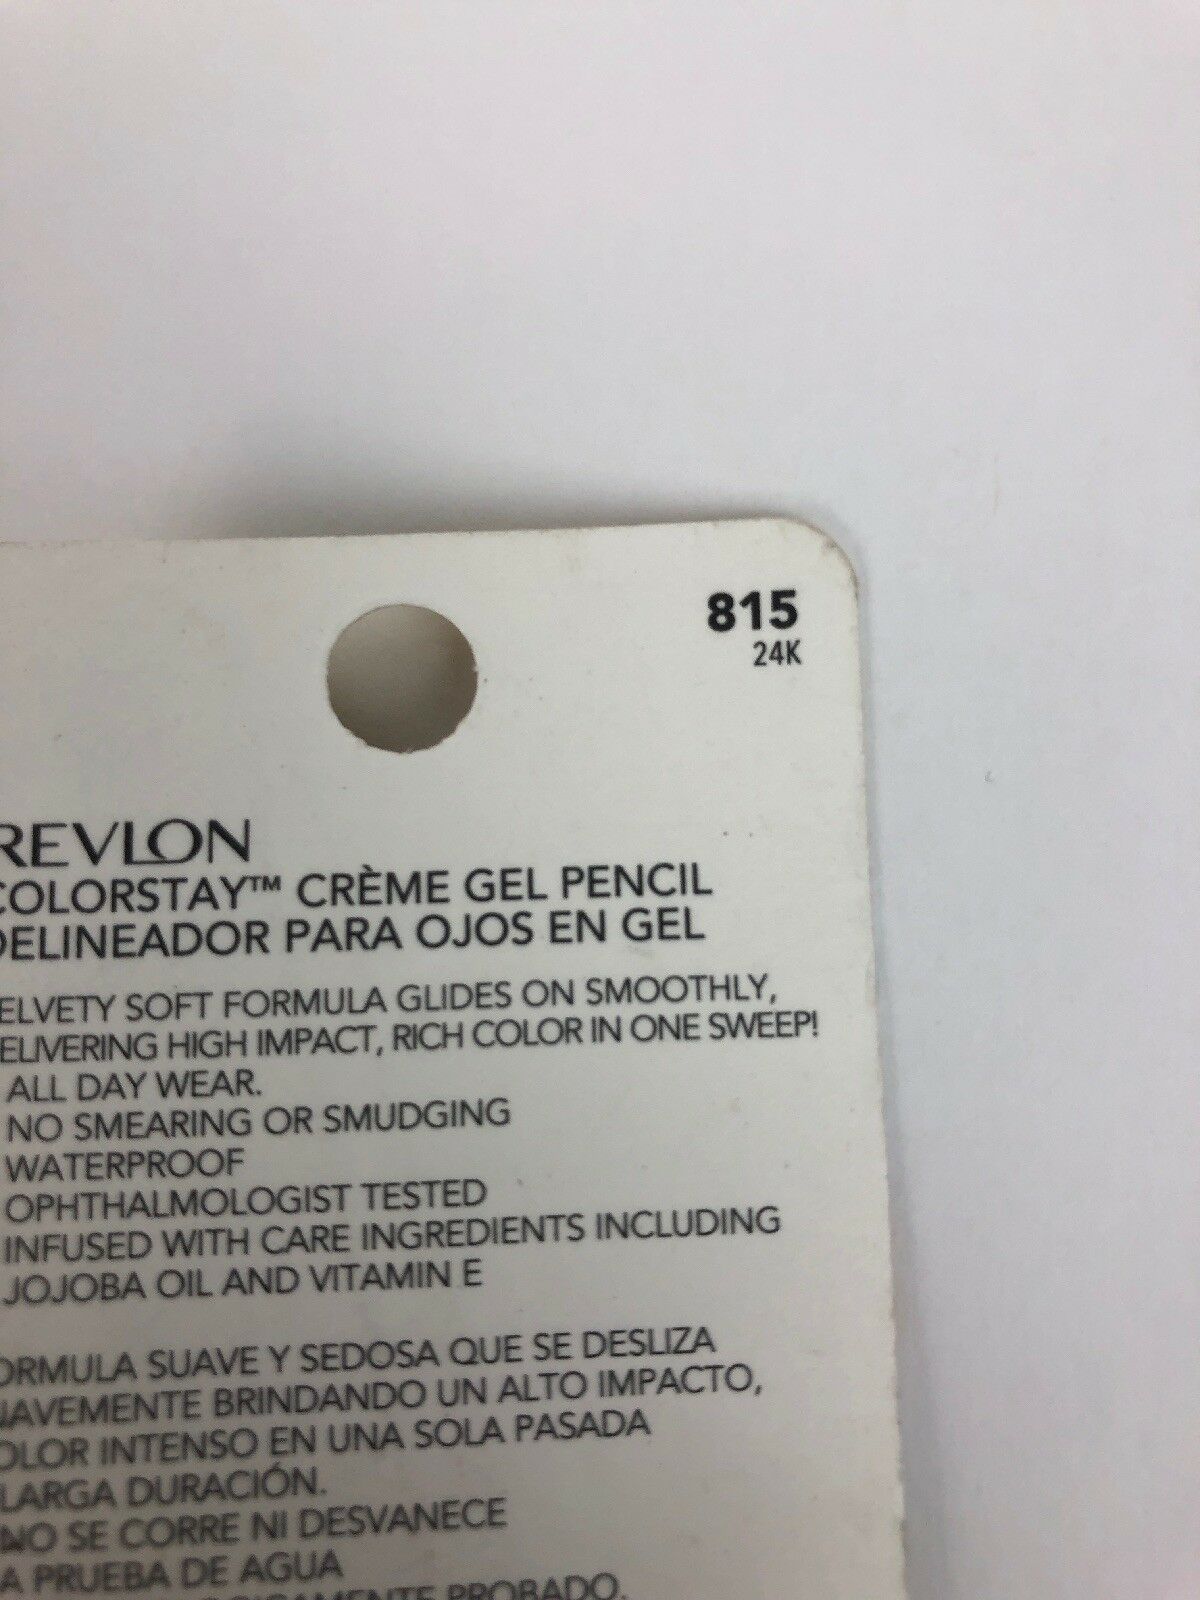 815
24K
REVLON
COLORSTAY™ CRÈME GEL PENCIL
DELINEADOR PARA OJOS EN GEL
ELVETY SOFT FORMULA GLIDES ON SMOOTHLY,
ELIVERING HIGH IMPACT, RICH COLOR IN ONE SWEEP!
ALL DAY WEAR.
NO SMEARING OR SMUDGING
WATERPROOF
OPHTHALMOLOGIST TESTED
INFUSED WITH CARE INGREDIENTS INCLUDING
JOJOBA OIL AND VITAMIN E
ORMULA SUAVE Y SEDOSA QUE SE DESLIZA
UAVEMENTE BRINDANDO UN ALTO IMPACTO,
OLOR INTENSO EN UNA SOLA PASADA
LARGA DURACIÓN.
NO SE CORRE NI DESVANECE
A PRUEBA DE AGUA
PROBADO.